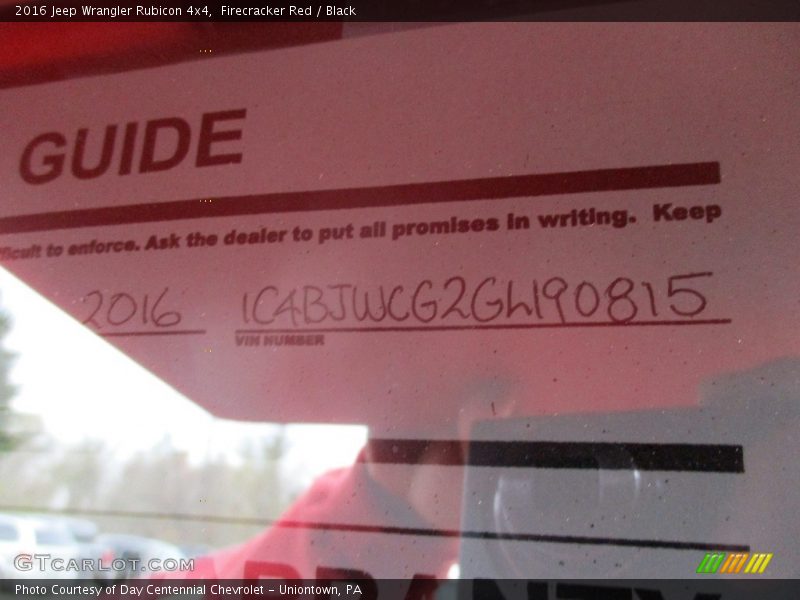 2016 Jeep Wrangler Rubicon 4x4, Firecracker Red / Black
GUIDE
to enforce. Ask the dealer to put all promises in writing. Keep
2016 1C4BJWCG2GL190815
VIN NUMBER
GTCARLOT.COM
Photo Courtesy of Day Centennial Chevrolet - Uniontown, PA